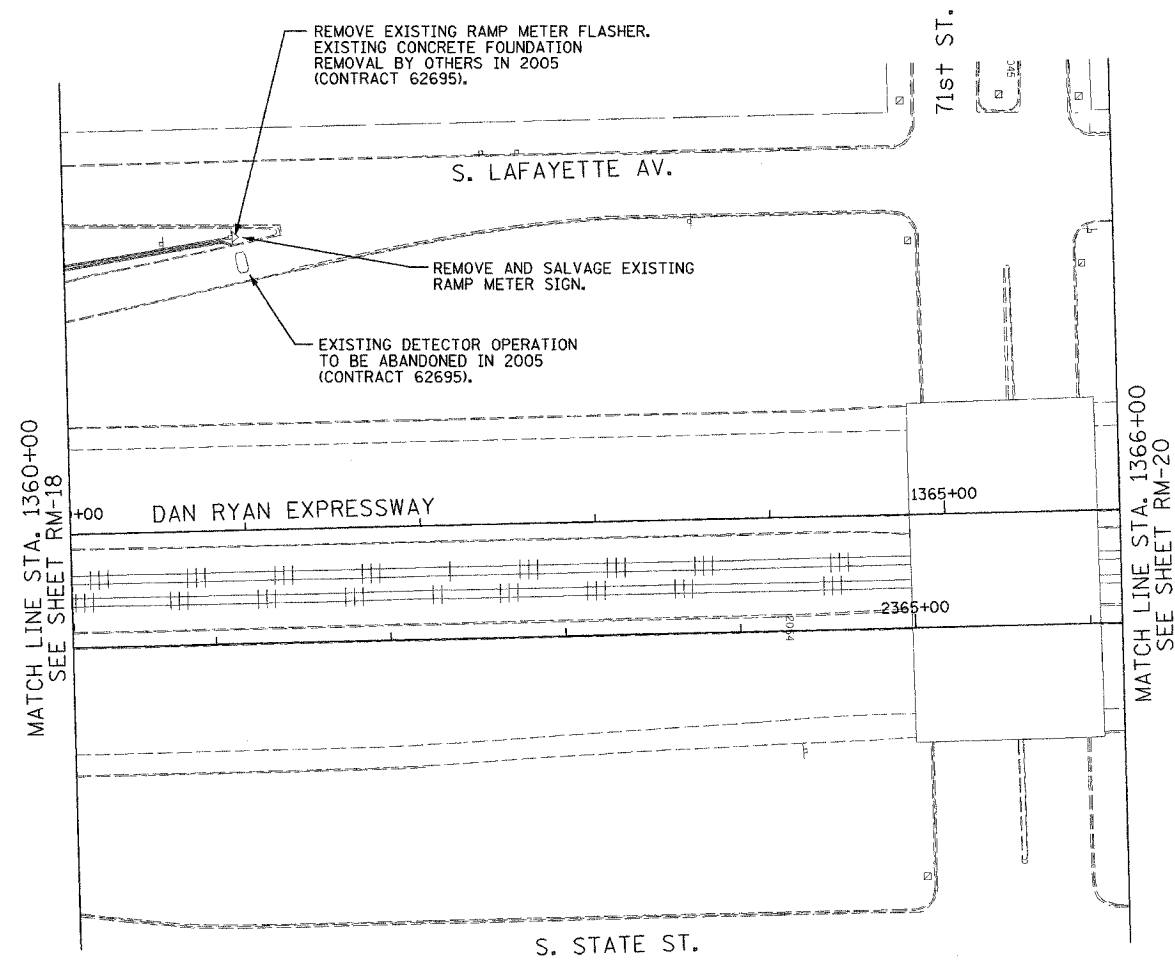 REMOVE EXISTING RAMP METER FLASHER.
EXISTING CONCRETE FOUNDATION
REMOVAL BY OTHERS IN 2005
(CONTRACT 62695).
71st ST.
S. LAFAYETTE AV.
REMOVE AND SALVAGE EXISTING
RAMP METER SIGN.
EXISTING DETECTOR OPERATION
TO BE ABANDONED IN 2005
(CONTRACT 62695).
MATCH LINE STA. 1360+00
SEE SHEET RM-18
+00
DAN RYAN EXPRESSWAY
1365+00
2365+00
MATCH LINE STA. 1366+00
SEE SHEET RM-20
S. STATE ST.